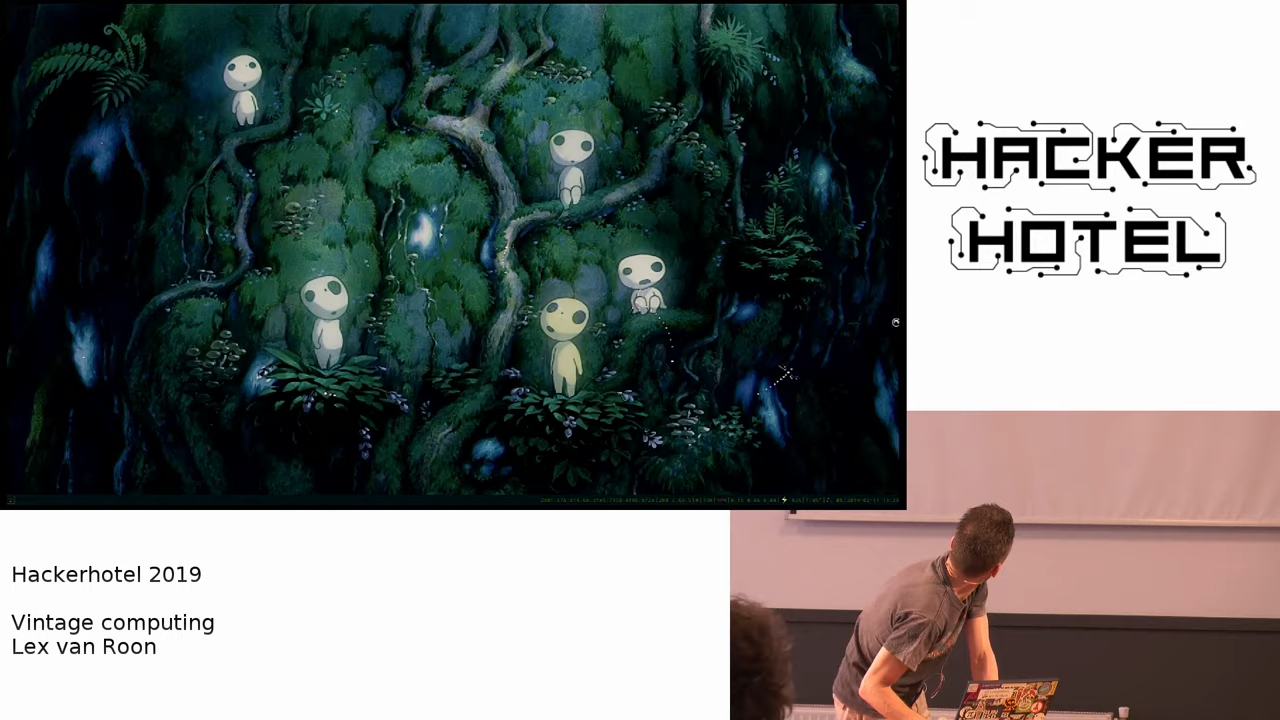 HACKER
HOTEL
Hackerhotel 2019
Vintage computing
Lex van Roon